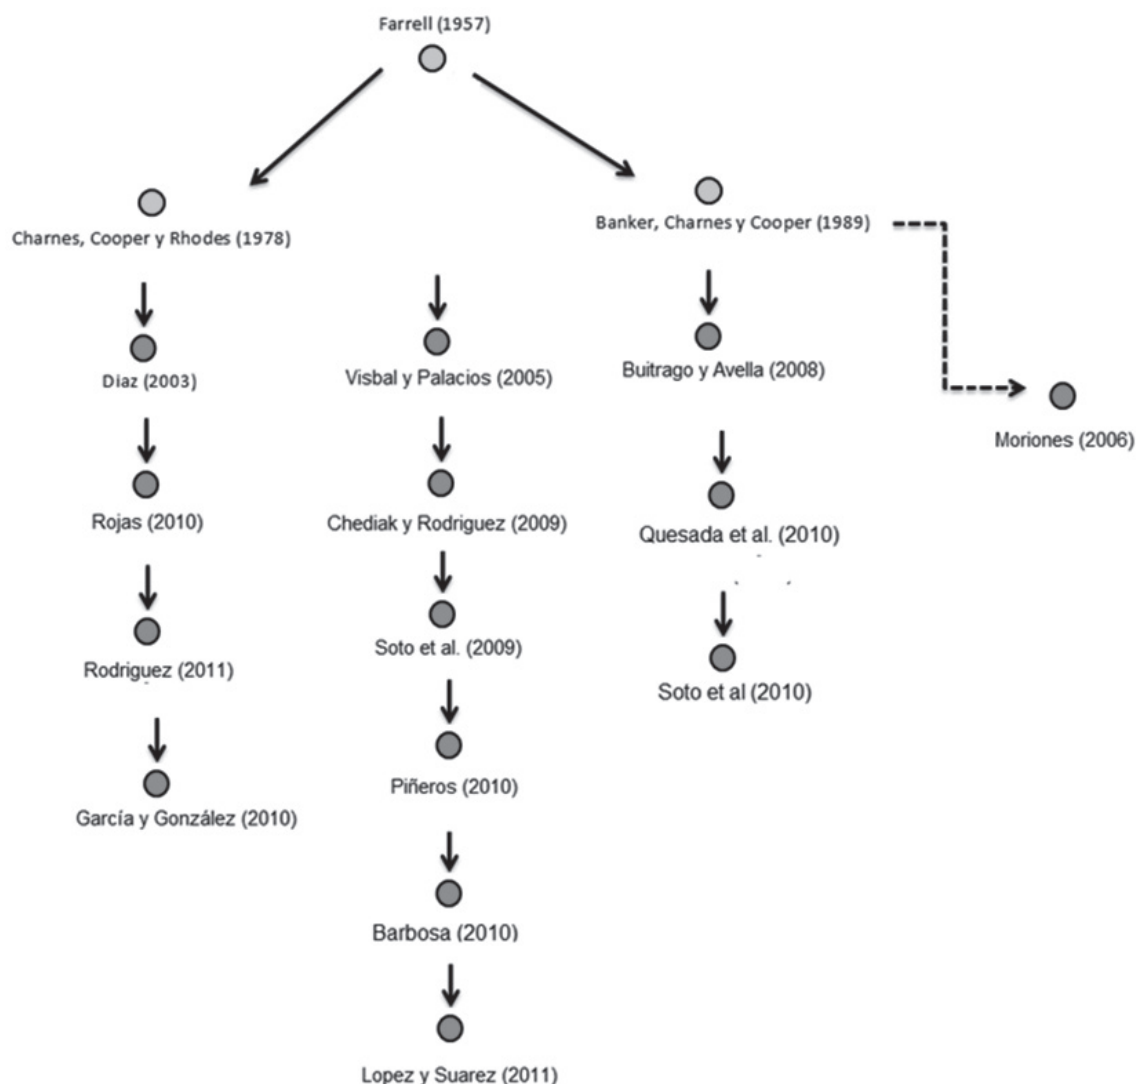 Farrell (1957)
Charnes, Cooper y Rhodes (1978)
Banker, Charnes y Cooper (1989)
Diaz (2003)
Visbal y Palacios (2005)
Buitrago y Avella (2008)
Moriones (2006)
Rojas (2010)
Chediak y Rodriguez (2009)
Quesada et al. (2010)
Rodriguez (2011)
Soto et al. (2009)
Soto et al (2010)
García y González (2010)
Piñeros (2010)
Barbosa (2010)
Lopez y Suarez (2011)